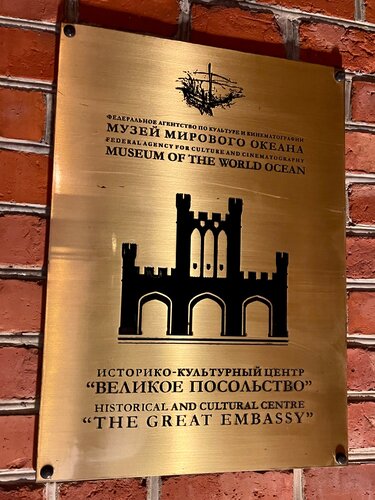 ФЕДЕРАЛЬНОЕ АГЕНТСТВО ПО КУЛЬТУРЕ И КИНЕМАТОГРАФИИ
МУЗЕЙ МИРОВОГО ОКЕАНА
FEDERAL AGENCY FOR CULTURE AND CINEMATOGRAPHY
MUSEUM OF THE WORLD OCEAN
ИСТОРИКО-КУЛЬТУРНЫЙ ЦЕНТР
"ВЕЛИКОЕ ПОСОЛЬСТВО"
HISTORICAL AND CULTURAL CENTRE
"THE GREAT EMBASSY"